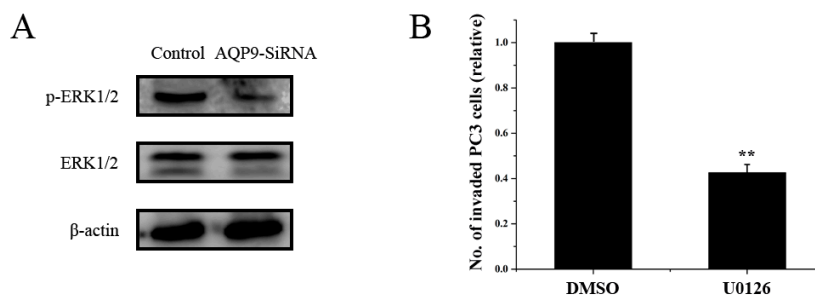 A
Control AQP9-SiRNA
p-ERK1/2
ERK1/2
β-actin
B
No. of invaded PC3 cells (relative)
1.0
0.8
0.6
0.4
0.2
0.0
**
DMSO U0126